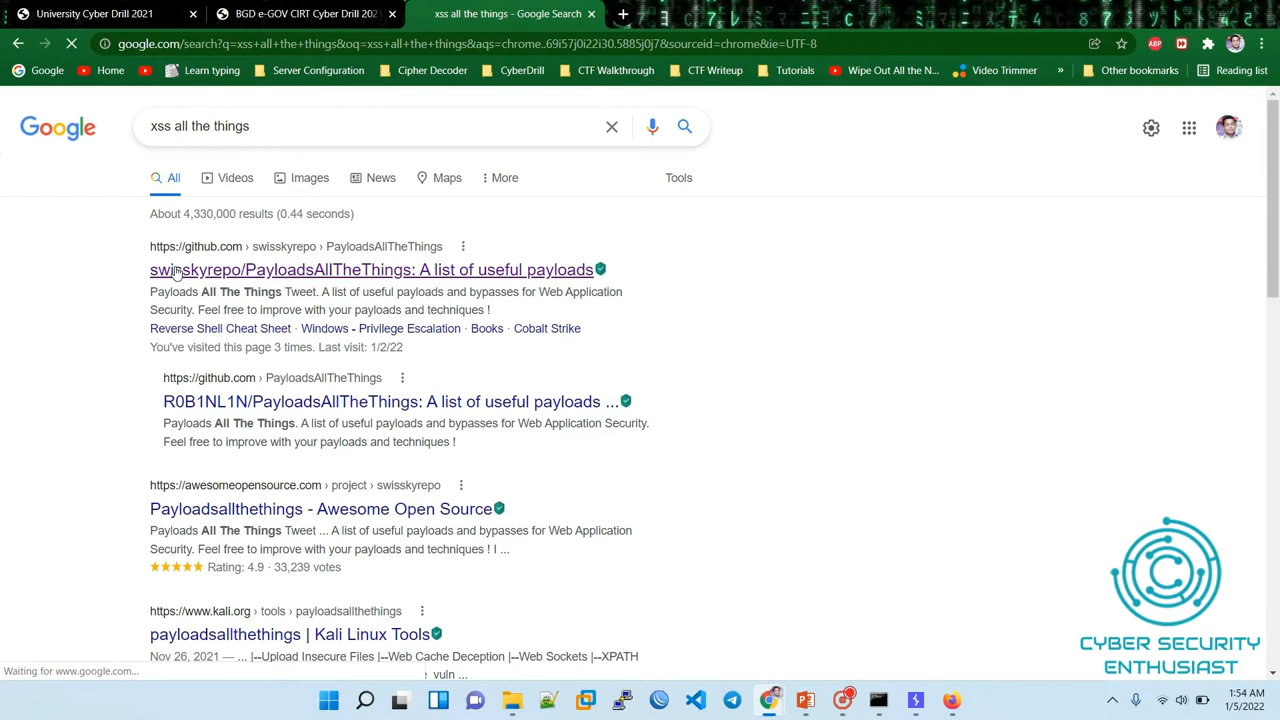 University Cyber Drill 2021
BGD e-GOV CIRT Cyber Drill 202
xss all the things - Google Search
google.com/search?q=xss+all+the+things&oq=xss+all+the+things&aqs=chrome..69i57j0i22i30.5885j0j7&sourceid=chrome&ie=UTF-8
Google Home Learn typing Server Configuration Cipher Decoder CyberDrill CTF Walkthrough CTF Writeup Tutorials Wipe Out All the N... Video Trimmer » Other bookmarks Reading list
Google
xss all the things
All Videos Images News Maps More Tools
About 4,330,000 results (0.44 seconds)
https://github.com › swisskyrepo › PayloadsAllTheThings
swisskyrepo/PayloadsAllTheThings: A list of useful payloads
Payloads All The Things Tweet. A list of useful payloads and bypasses for Web Application
Security. Feel free to improve with your payloads and techniques !
Reverse Shell Cheat Sheet · Windows - Privilege Escalation · Books · Cobalt Strike
You've visited this page 3 times. Last visit: 1/2/22
https://github.com › PayloadsAllTheThings
R0B1NL1N/PayloadsAllTheThings: A list of useful payloads ...
Payloads All The Things. A list of useful payloads and bypasses for Web Application Security.
Feel free to improve with your payloads and techniques !
https://awesomeopensource.com › project › swisskyrepo
Payloadsallthethings - Awesome Open Source
Payloads All The Things Tweet ... A list of useful payloads and bypasses for Web Application
Security. Feel free to improve with your payloads and techniques ! I ...
Rating: 4.9 · 33,239 votes
https://www.kali.org › tools › payloadsallthethings
payloadsallthethings | Kali Linux Tools
Nov 26, 2021 — ... |--Upload Insecure Files |--Web Cache Deception |--Web Sockets |--XPATH
vuln ...
Waiting for www.google.com...
CYBER SECURITY
ENTHUSIAST
1:54 AM
1/5/2022